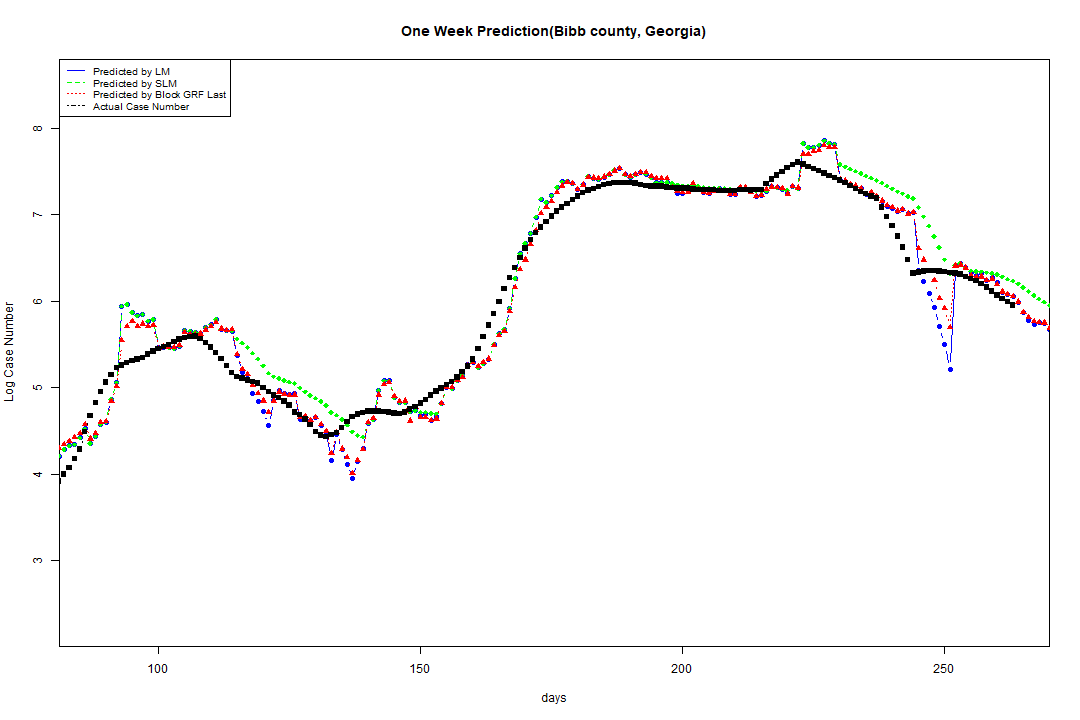 One Week Prediction(Bibb county, Georgia)
Predicted by LM
Predicted by SLM
Predicted by Block GRF Last
Actual Case Number
Log Case Number
8
7
6
5
4
3
100
150
200
250
days